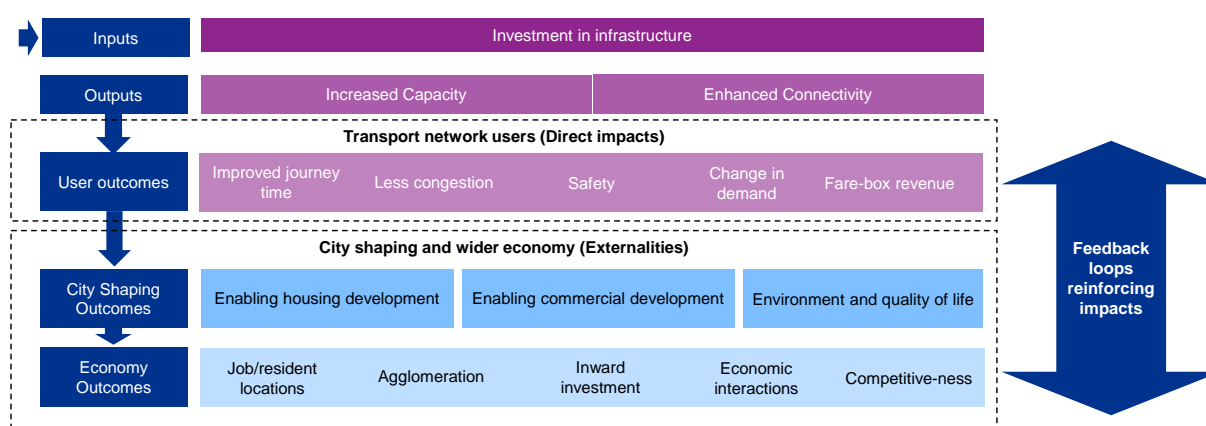 Inputs
Investment in infrastructure
Outputs
Increased Capacity
Enhanced Connectivity
Transport network users (Direct impacts)
User outcomes
Improved journey
time
Less congestion
Safety
Change in
demand
Fare-box revenue
City shaping and wider economy (Externalities)
City Shaping
Outcomes
Enabling housing development
Enabling commercial development
Environment and quality of life
Economy
Outcomes
Job/resident
locations
Agglomeration
Inward
investment
Economic
interactions
Competitive-ness
Feedback
loops
reinforcing
impacts